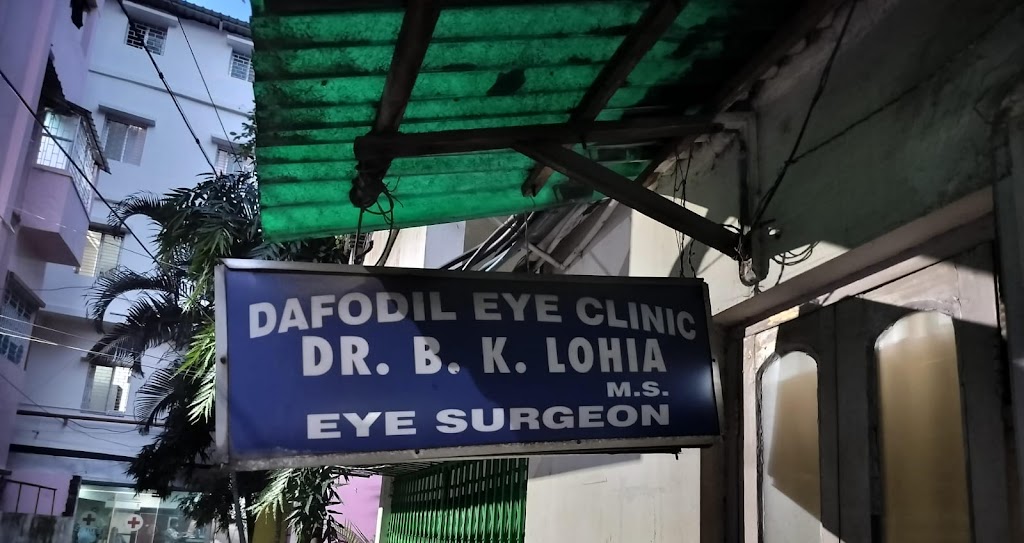 DAFODIL EYE CLINIC
DR. B. K. LOHIA
M.S.
EYE SURGEON